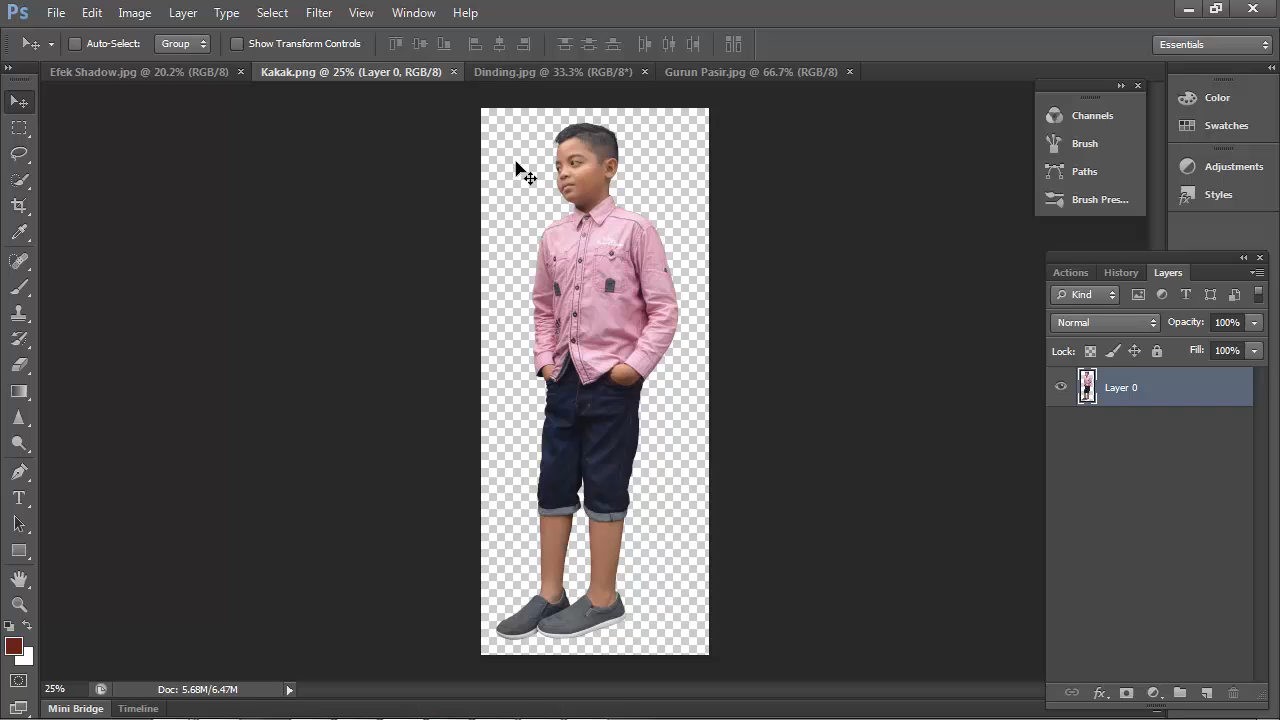 Ps File Edit Image Layer Type Select Filter View Window Help
Auto-Select: Group Show Transform Controls Essentials
Efek Shadow.jpg @ 20.2% (RGB/8) × Kakak.png @ 25% (Layer 0, RGB/8) × Dinding.jpg @ 33.3% (RGB/8*) × Gurun Pasir.jpg @ 66.7% (RGB/8) ×
Channels
Brush
Paths
Brush Pres...
Color
Swatches
Adjustments
Styles
Actions History Layers
Kind
Normal Opacity: 100%
Lock: Fill: 100%
Layer 0
25% Doc: 5.68M/6.47M
Mini Bridge Timeline